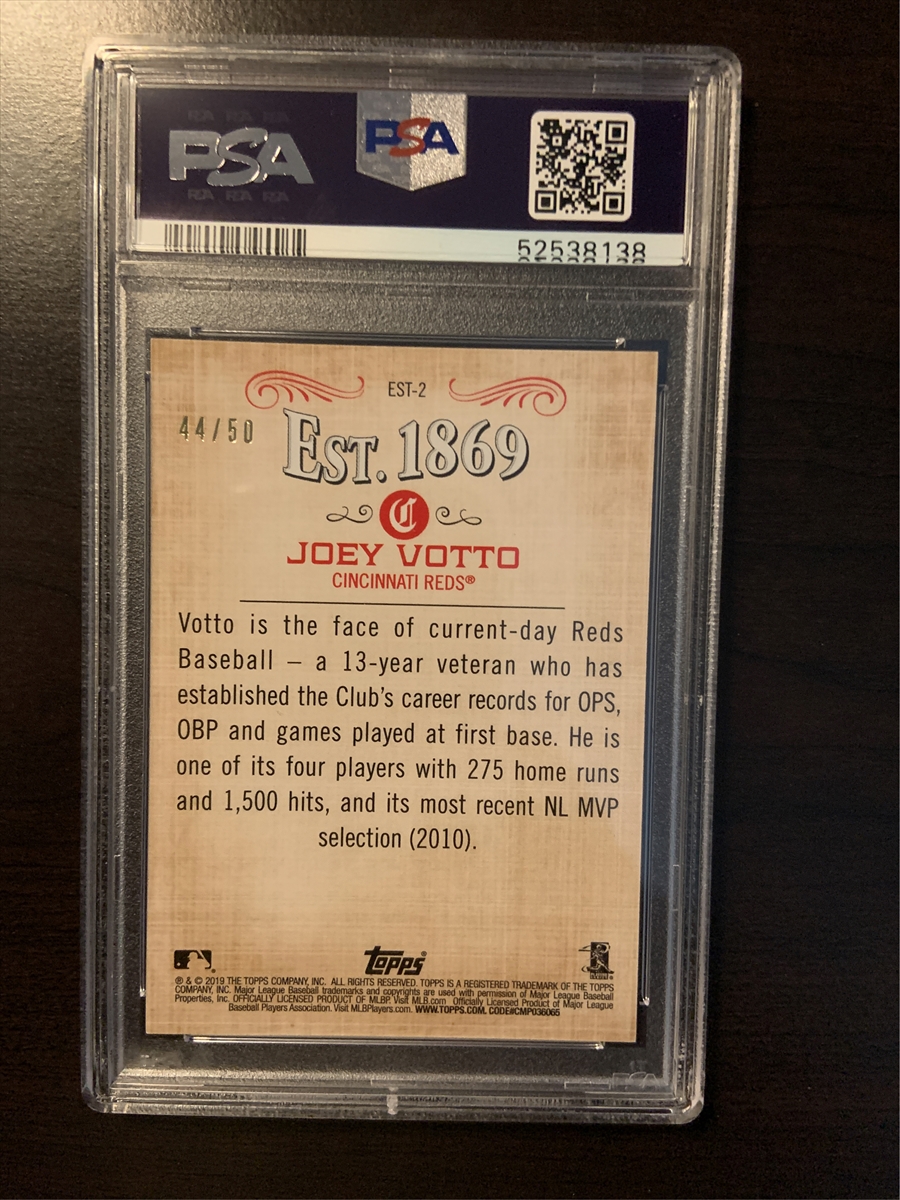 PSA
PSA
52538138
EST-2
44/50
EST. 1869
C
JOEY VOTTO
CINCINNATI REDS®
Votto is the face of current-day Reds
Baseball – a 13-year veteran who has
established the Club's career records for OPS,
OBP and games played at first base. He is
one of its four players with 275 home runs
and 1,500 hits, and its most recent NL MVP
selection (2010).
topps
® & © 2019 THE TOPPS COMPANY, INC. ALL RIGHTS RESERVED. TOPPS IS A REGISTERED TRADEMARK OF THE TOPPS
COMPANY, INC. Major League Baseball trademarks and copyrights are used with permission of Major League Baseball
Properties, Inc. OFFICIALLY LICENSED PRODUCT OF MLBP. Visit MLB.com Officially Licensed Product of Major League
Baseball Players Association. Visit MLBPlayers.com. WWW.TOPPS.COM. CODE#CMP036065